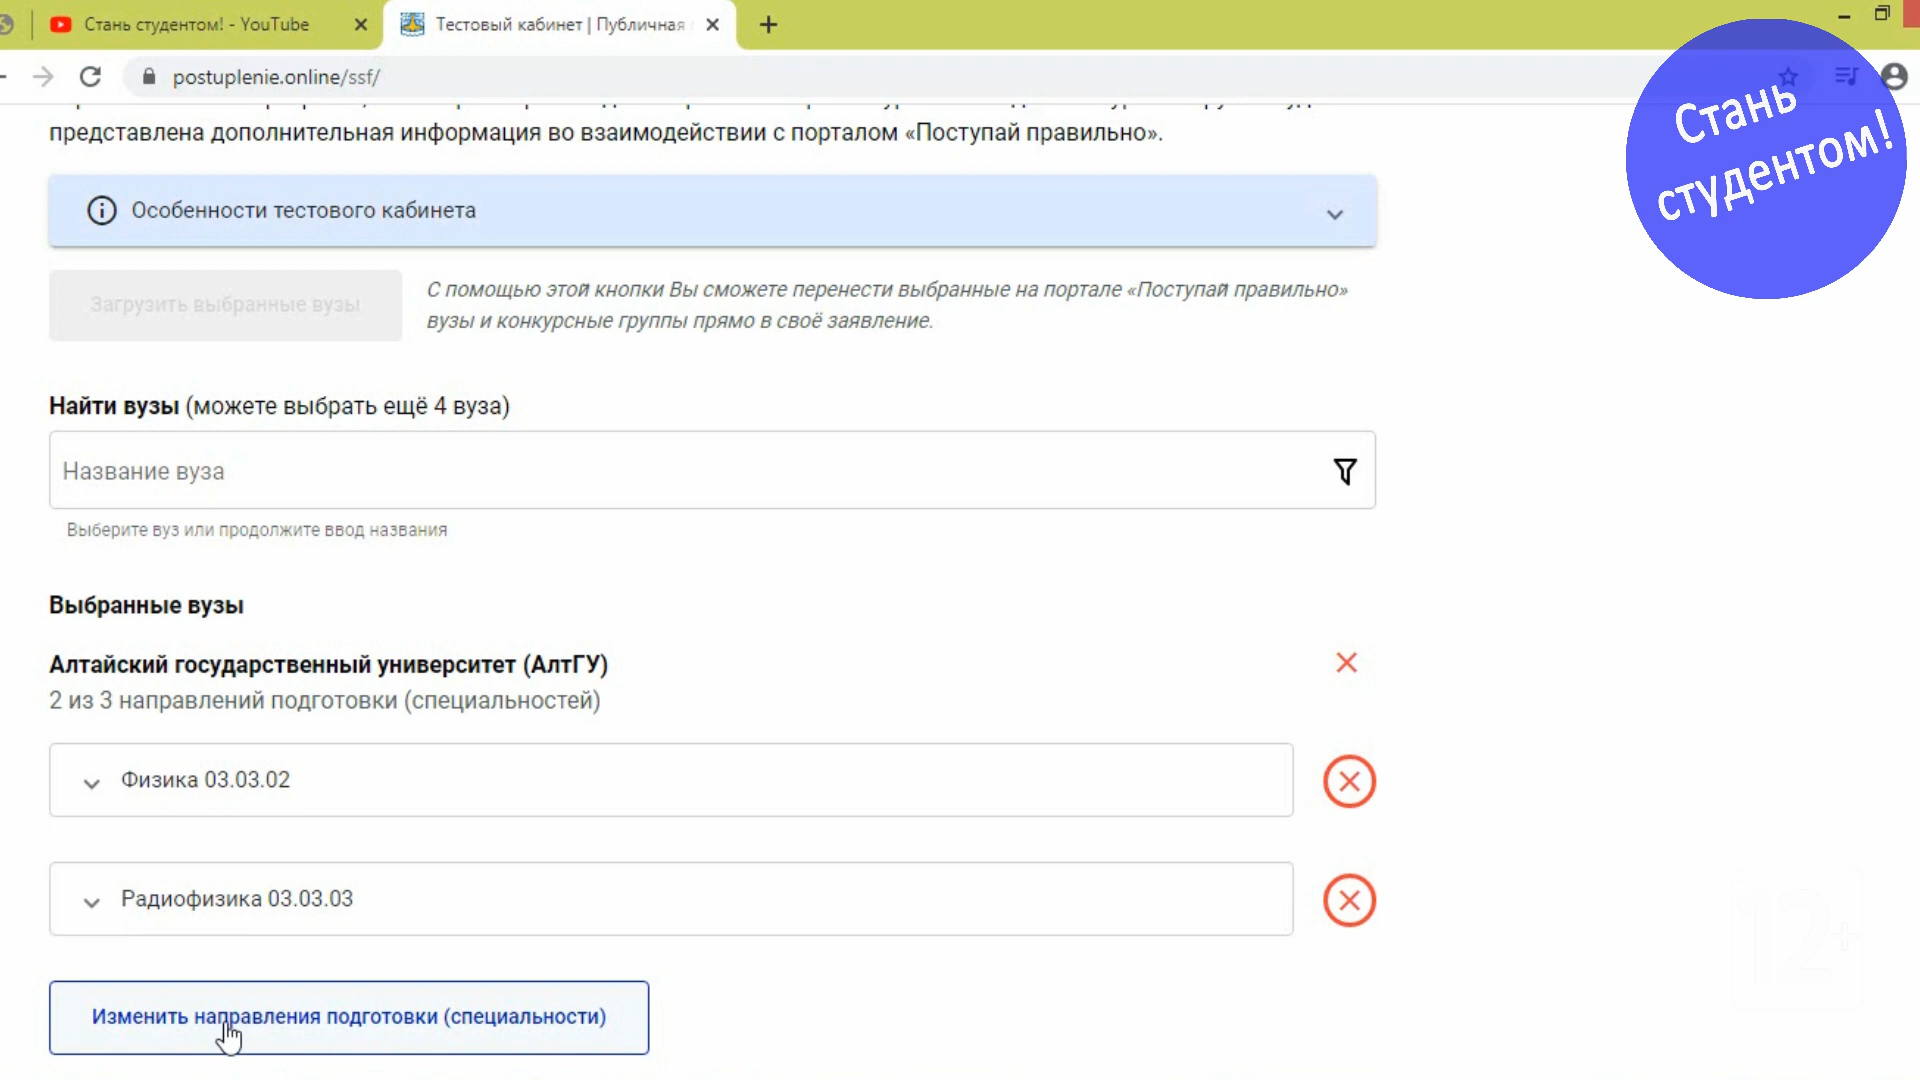 Стань студентом! - YouTube
Тестовый кабинет | Публичная
postuplenie.online/ssf/
Стань
студентом!
представлена дополнительная информация во взаимодействии с порталом «Поступай правильно».
Особенности тестового кабинета
Загрузить выбранные вузы
С помощью этой кнопки Вы сможете перенести выбранные на портале «Поступай правильно»
вузы и конкурсные группы прямо в своё заявление.
Найти вузы (можете выбрать ещё 4 вуза)
Название вуза
Выберите вуз или продолжите ввод названия
Выбранные вузы
Алтайский государственный университет (АлтГУ)
2 из 3 направлений подготовки (специальностей)
Физика 03.03.02
Радиофизика 03.03.03
12+
Изменить направления подготовки (специальности)